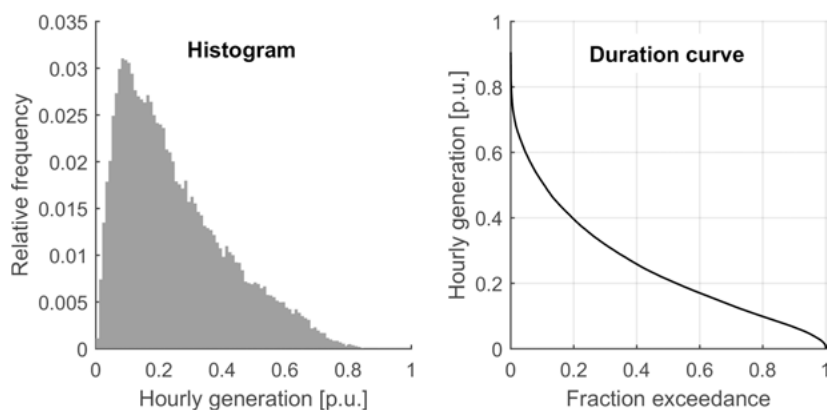 Histogram
Relative frequency
0.035
0.03
0.025
0.02
0.015
0.01
0.005
0
0 0.2 0.4 0.6 0.8 1
Hourly generation [p.u.]
Duration curve
Hourly generation [p.u.]
1
0.8
0.6
0.4
0.2
0
0 0.2 0.4 0.6 0.8 1
Fraction exceedance